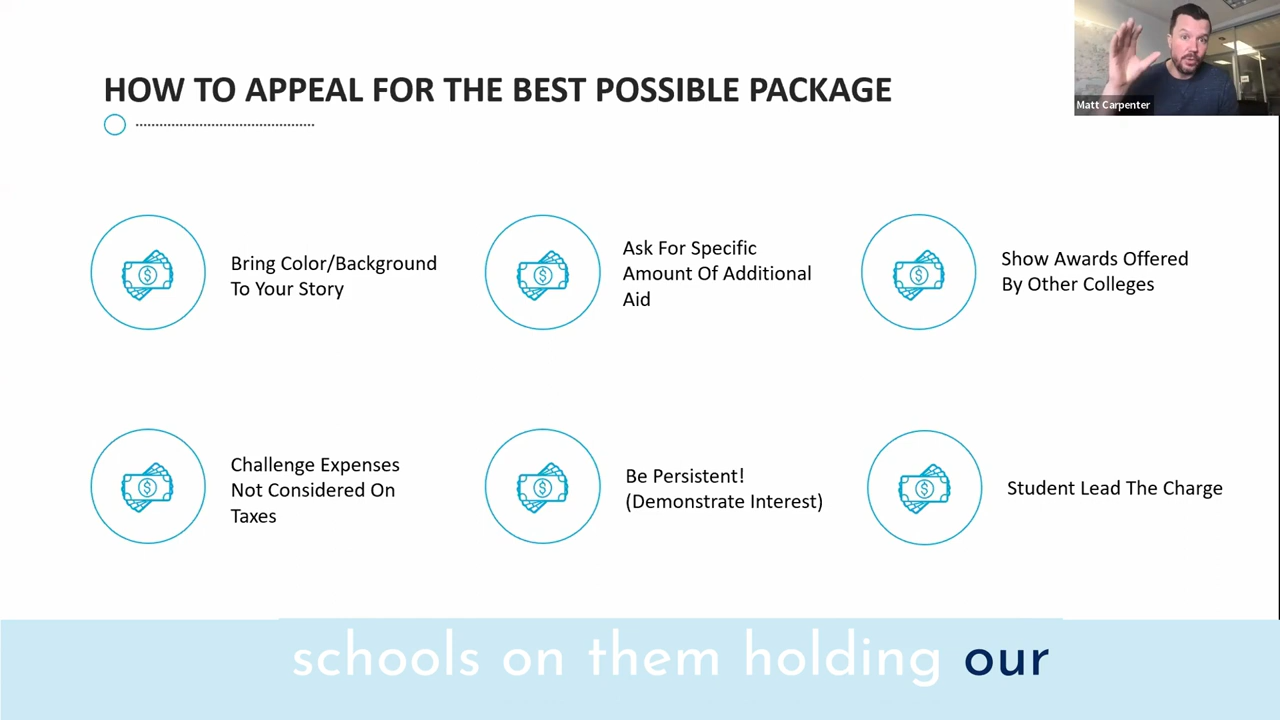 HOW TO APPEAL FOR THE BEST POSSIBLE PACKAGE
Matt Carpenter
Bring Color/Background
To Your Story
Ask For Specific
Amount Of Additional
Aid
Show Awards Offered
By Other Colleges
Challenge Expenses
Not Considered On
Taxes
Be Persistent!
(Demonstrate Interest)
Student Lead The Charge
schools on them holding our